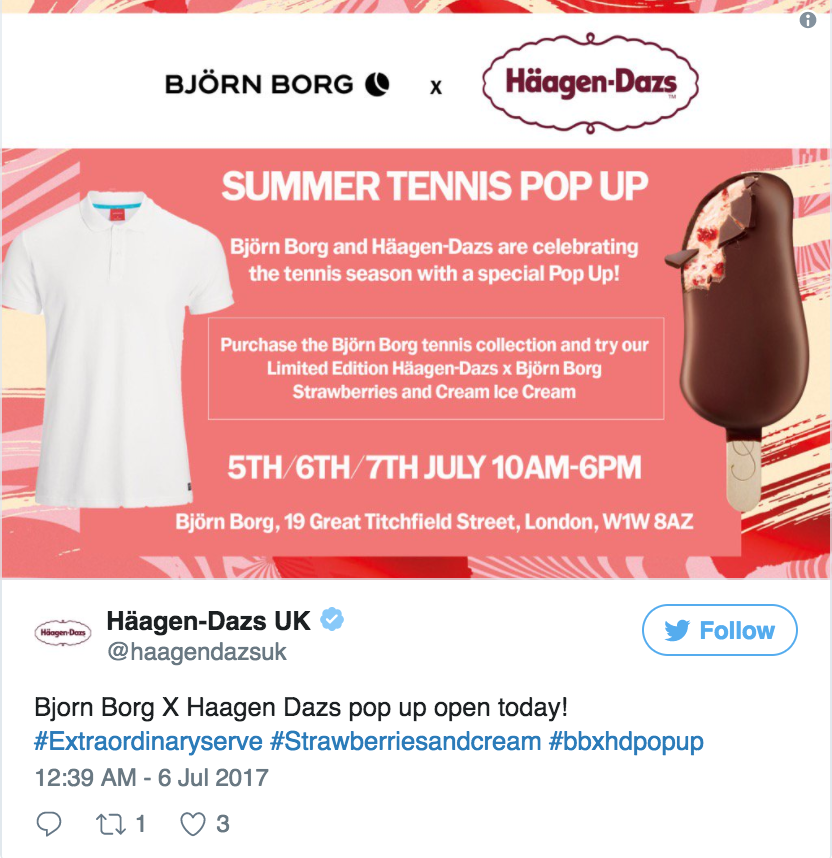 BJÖRN BORG x Häagen-Dazs TM
SUMMER TENNIS POP UP
Björn Borg and Häagen-Dazs are celebrating
the tennis season with a special Pop Up!
Purchase the Björn Borg tennis collection and try our
Limited Edition Häagen-Dazs x Björn Borg
Strawberries and Cream Ice Cream
5TH/6TH/7TH JULY 10AM-6PM
Björn Borg, 19 Great Titchfield Street, London, W1W 8AZ
Häagen-Dazs
Häagen-Dazs UK
@haagendazsuk
Follow
Bjorn Borg X Haagen Dazs pop up open today!
#Extraordinaryserve #Strawberriesandcream #bbxhdpopup
12:39 AM - 6 Jul 2017
1 3